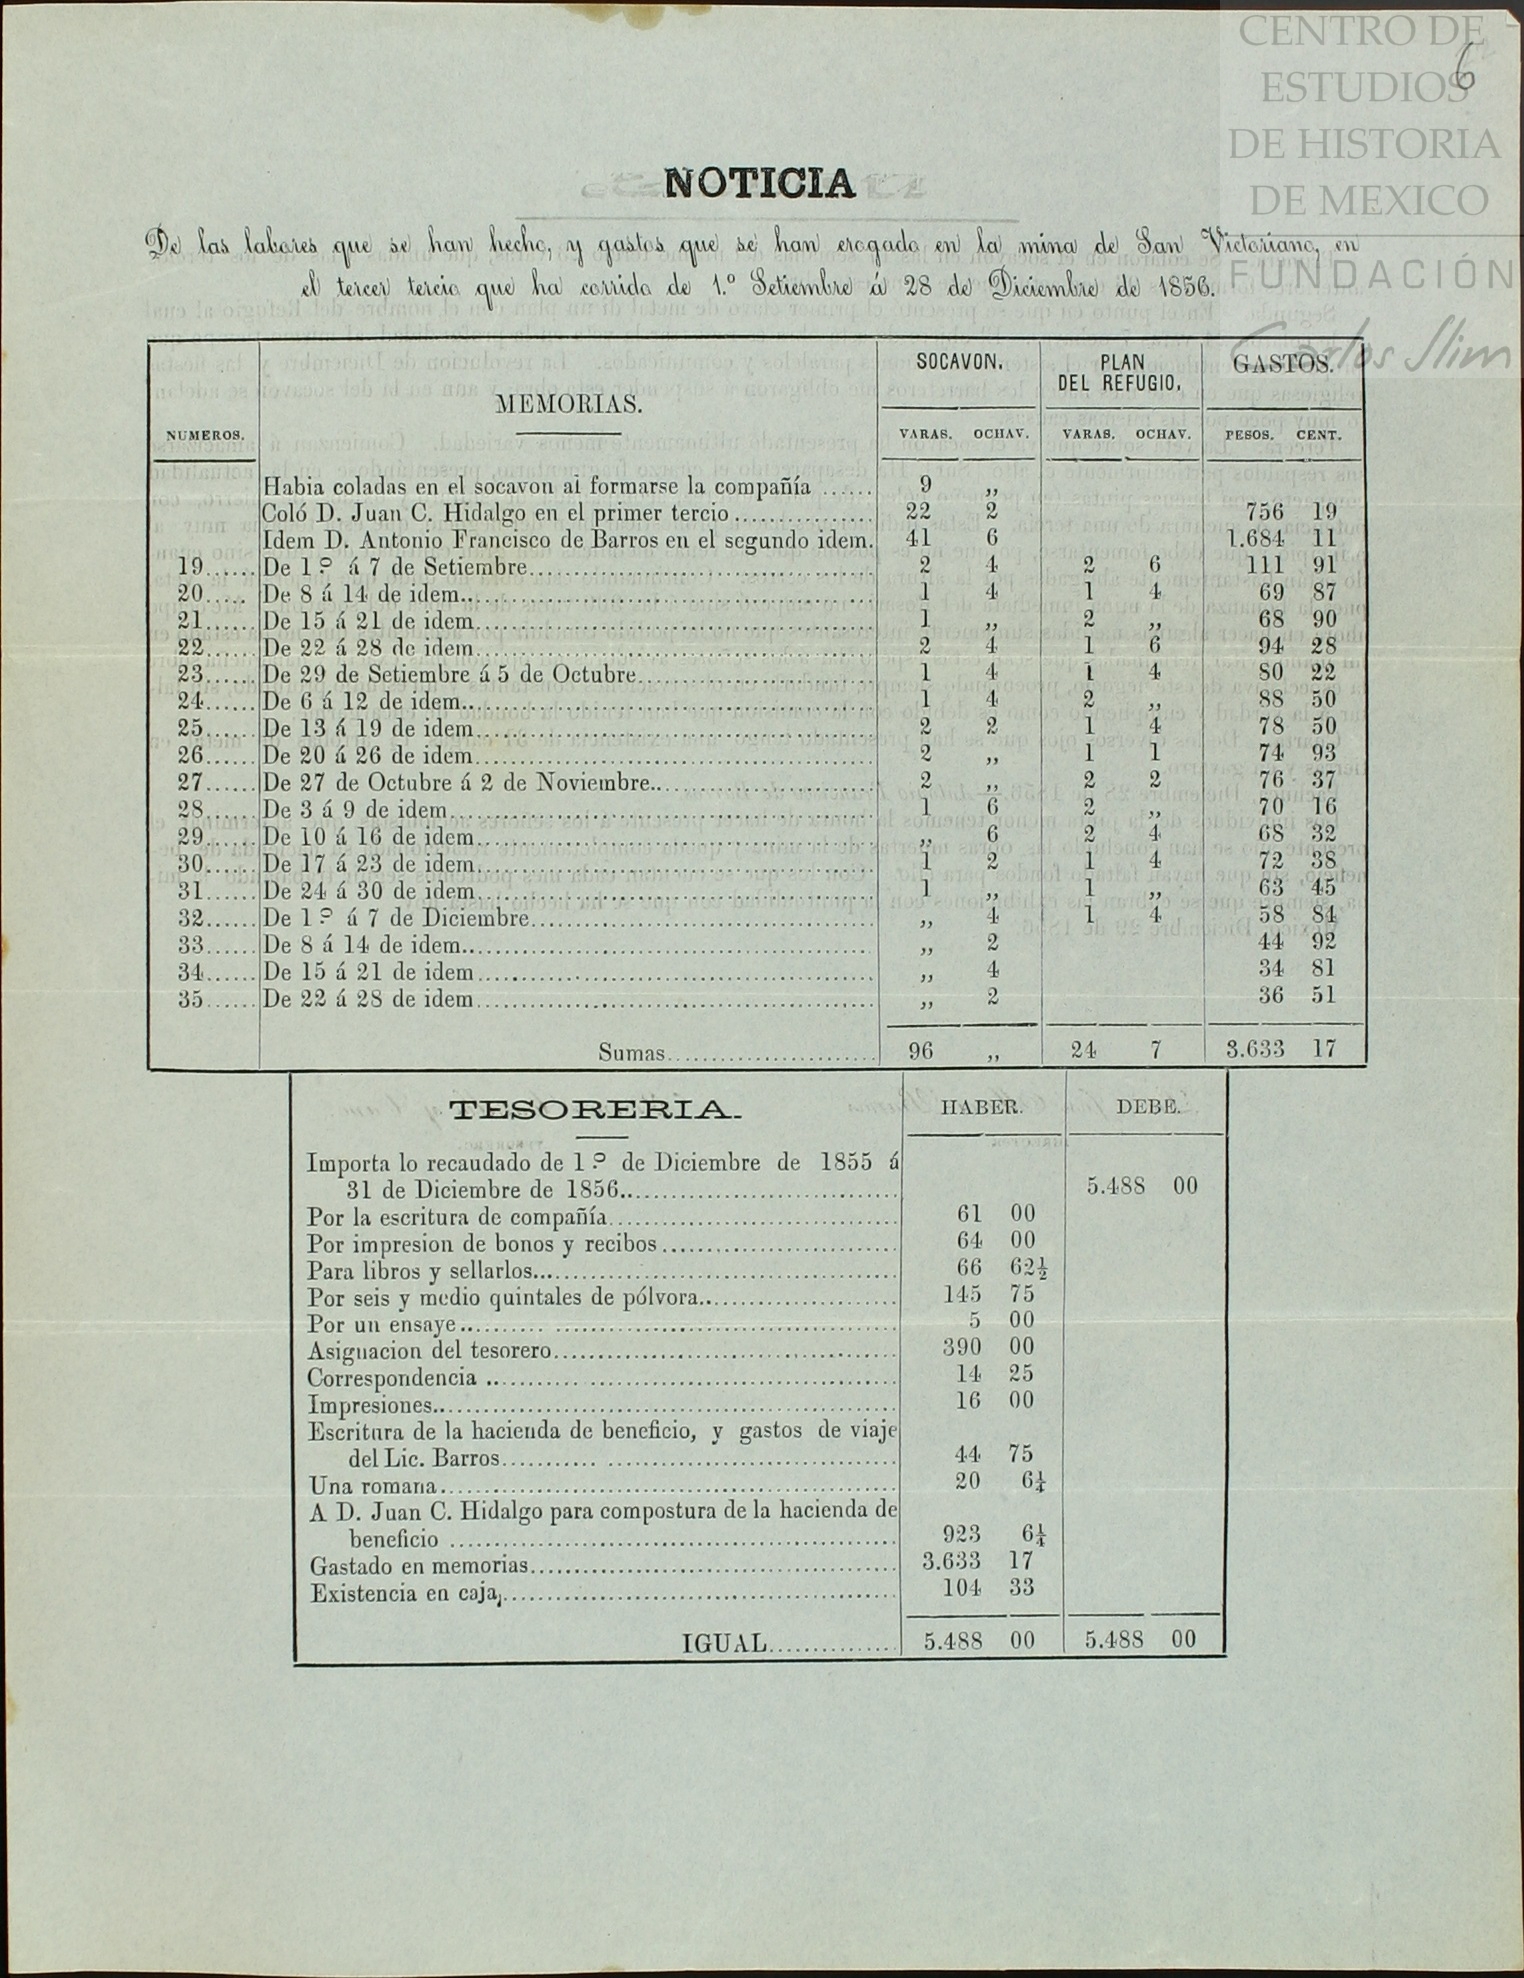 CENTRO DE
ESTUDIOS
DE HISTORIA
DE MEXICO
FUNDACIÓN
Carlos Slim
6
NOTICIA
De las labores que se han hecho, y gastos que se han erogado en la mina de San Victoriano, en
el tercer tercio que ha corrido de 1.º Setiembre á 28 de Diciembre de 1856.
NUMEROS. MEMORIAS. SOCAVON. PLAN DEL REFUGIO. GASTOS.
VARAS. OCHAV. VARAS. OCHAV. PESOS. CENT.
Habia coladas en el socavon al formarse la compañía ...... 9 ,,
Coló D. Juan C. Hidalgo en el primer tercio ................ 22 2 756 19
Idem D. Antonio Francisco de Barros en el segundo idem. 41 6 1.684 11
19...... De 1.º á 7 de Setiembre.......... 2 4 2 6 111 91
20..... De 8 á 14 de idem.......... 1 4 1 4 69 87
21...... De 15 á 21 de idem.......... 1 ,, 2 ,, 68 90
22...... De 22 á 28 de idem.......... 2 4 1 6 94 28
23...... De 29 de Setiembre á 5 de Octubre.......... 1 4 1 4 80 22
24...... De 6 á 12 de idem.......... 1 4 2 ,, 88 50
25...... De 13 á 19 de idem.......... 2 2 1 4 78 50
26...... De 20 á 26 de idem.......... 2 ,, 1 1 74 93
27...... De 27 de Octubre á 2 de Noviembre.......... 2 ,, 2 2 76 37
28...... De 3 á 9 de idem.......... 1 6 2 ,, 70 16
29...... De 10 á 16 de idem.......... ,, 6 2 4 68 32
30...... De 17 á 23 de idem.......... 1 2 1 4 72 38
31...... De 24 á 30 de idem.......... 1 ,, 1 ,, 63 45
32...... De 1.º á 7 de Diciembre.......... ,, 4 1 4 58 84
33...... De 8 á 14 de idem.......... ,, 2 44 92
34...... De 15 á 21 de idem.......... ,, 4 34 81
35...... De 22 á 28 de idem.......... ,, 2 36 51
Sumas.......... 96 ,, 24 7 3.633 17
TESORERIA. HABER. DEBE.
Importa lo recaudado de 1.º de Diciembre de 1855 á
31 de Diciembre de 1856.......... 5.488 00
Por la escritura de compañía.......... 61 00
Por impresion de bonos y recibos.......... 64 00
Para libros y sellarlos.......... 66 62½
Por seis y medio quintales de pólvora.......... 145 75
Por un ensaye.......... 5 00
Asignacion del tesorero.......... 390 00
Correspondencia .......... 14 25
Impresiones.......... 16 00
Escritura de la hacienda de beneficio, y gastos de viaje
del Lic. Barros.......... 44 75
Una romana.......... 20 6¼
A D. Juan C. Hidalgo para compostura de la hacienda de
beneficio .......... 923 6¼
Gastado en memorias.......... 3.633 17
Existencia en caja,.......... 104 33
IGUAL.......... 5.488 00 5.488 00